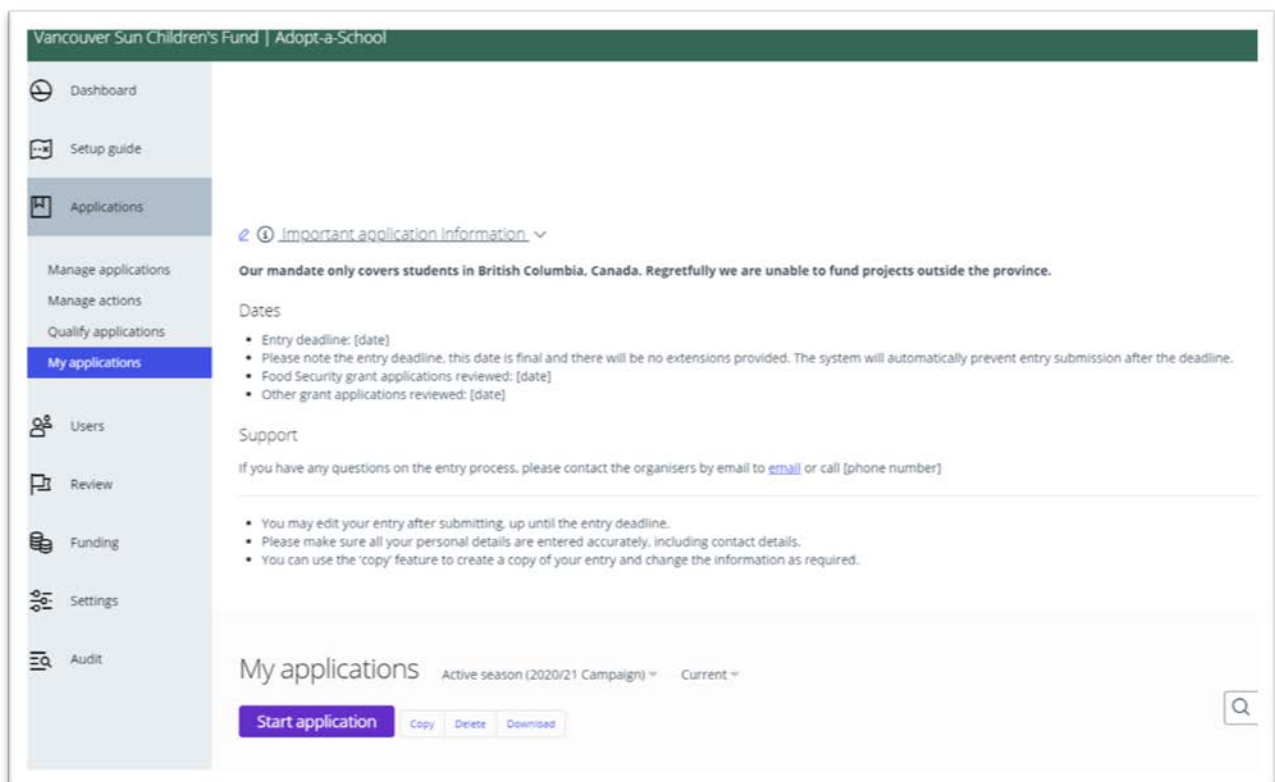 Vancouver Sun Children's Fund | Adopt-a-School
Dashboard
Setup guide
Applications
Manage applications
Manage actions
Qualify applications
My applications
Users
Review
Funding
Settings
Audit
Important application information
Our mandate only covers students in British Columbia, Canada. Regretfully we are unable to fund projects outside the province.
Dates
• Entry deadline: [date]
• Please note the entry deadline, this date is final and there will be no extensions provided. The system will automatically prevent entry submission after the deadline.
• Food Security grant applications reviewed: [date]
• Other grant applications reviewed: [date]
Support
If you have any questions on the entry process, please contact the organisers by email to email or call [phone number]
• You may edit your entry after submitting, up until the entry deadline.
• Please make sure all your personal details are entered accurately, including contact details.
• You can use the 'copy' feature to create a copy of your entry and change the information as required.
My applications Active season (2020/21 Campaign) Current
Start application Copy Delete Download